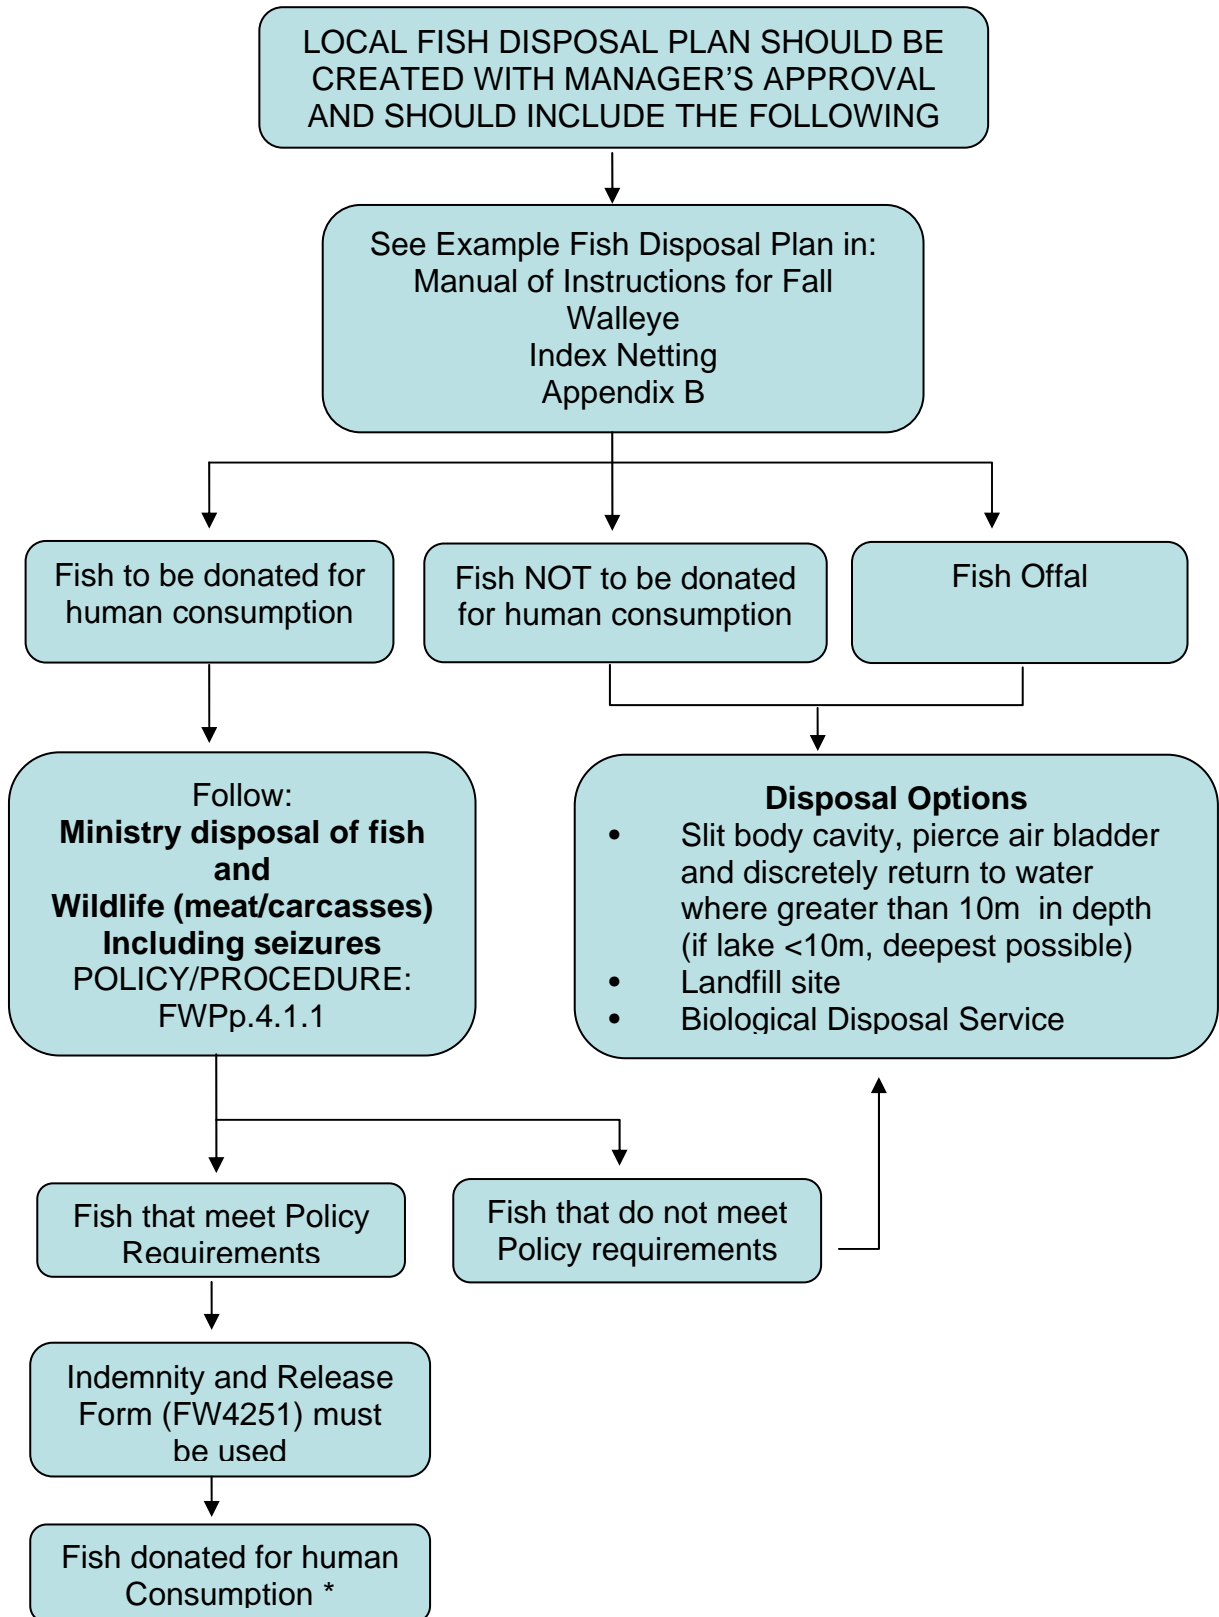 LOCAL FISH DISPOSAL PLAN SHOULD BE
CREATED WITH MANAGER'S APPROVAL
AND SHOULD INCLUDE THE FOLLOWING
See Example Fish Disposal Plan in:
Manual of Instructions for Fall
Walleye
Index Netting
Appendix B
Fish to be donated for
human consumption
Fish NOT to be donated
for human consumption
Fish Offal
Follow:
Ministry disposal of fish
and
Wildlife (meat/carcasses)
Including seizures
POLICY/PROCEDURE:
FWPp.4.1.1
Disposal Options
• Slit body cavity, pierce air bladder
and discretely return to water
where greater than 10m in depth
(if lake <10m, deepest possible)
• Landfill site
• Biological Disposal Service
Fish that meet Policy
Requirements
Fish that do not meet
Policy requirements
Indemnity and Release
Form (FW4251) must
be used
Fish donated for human
Consumption *